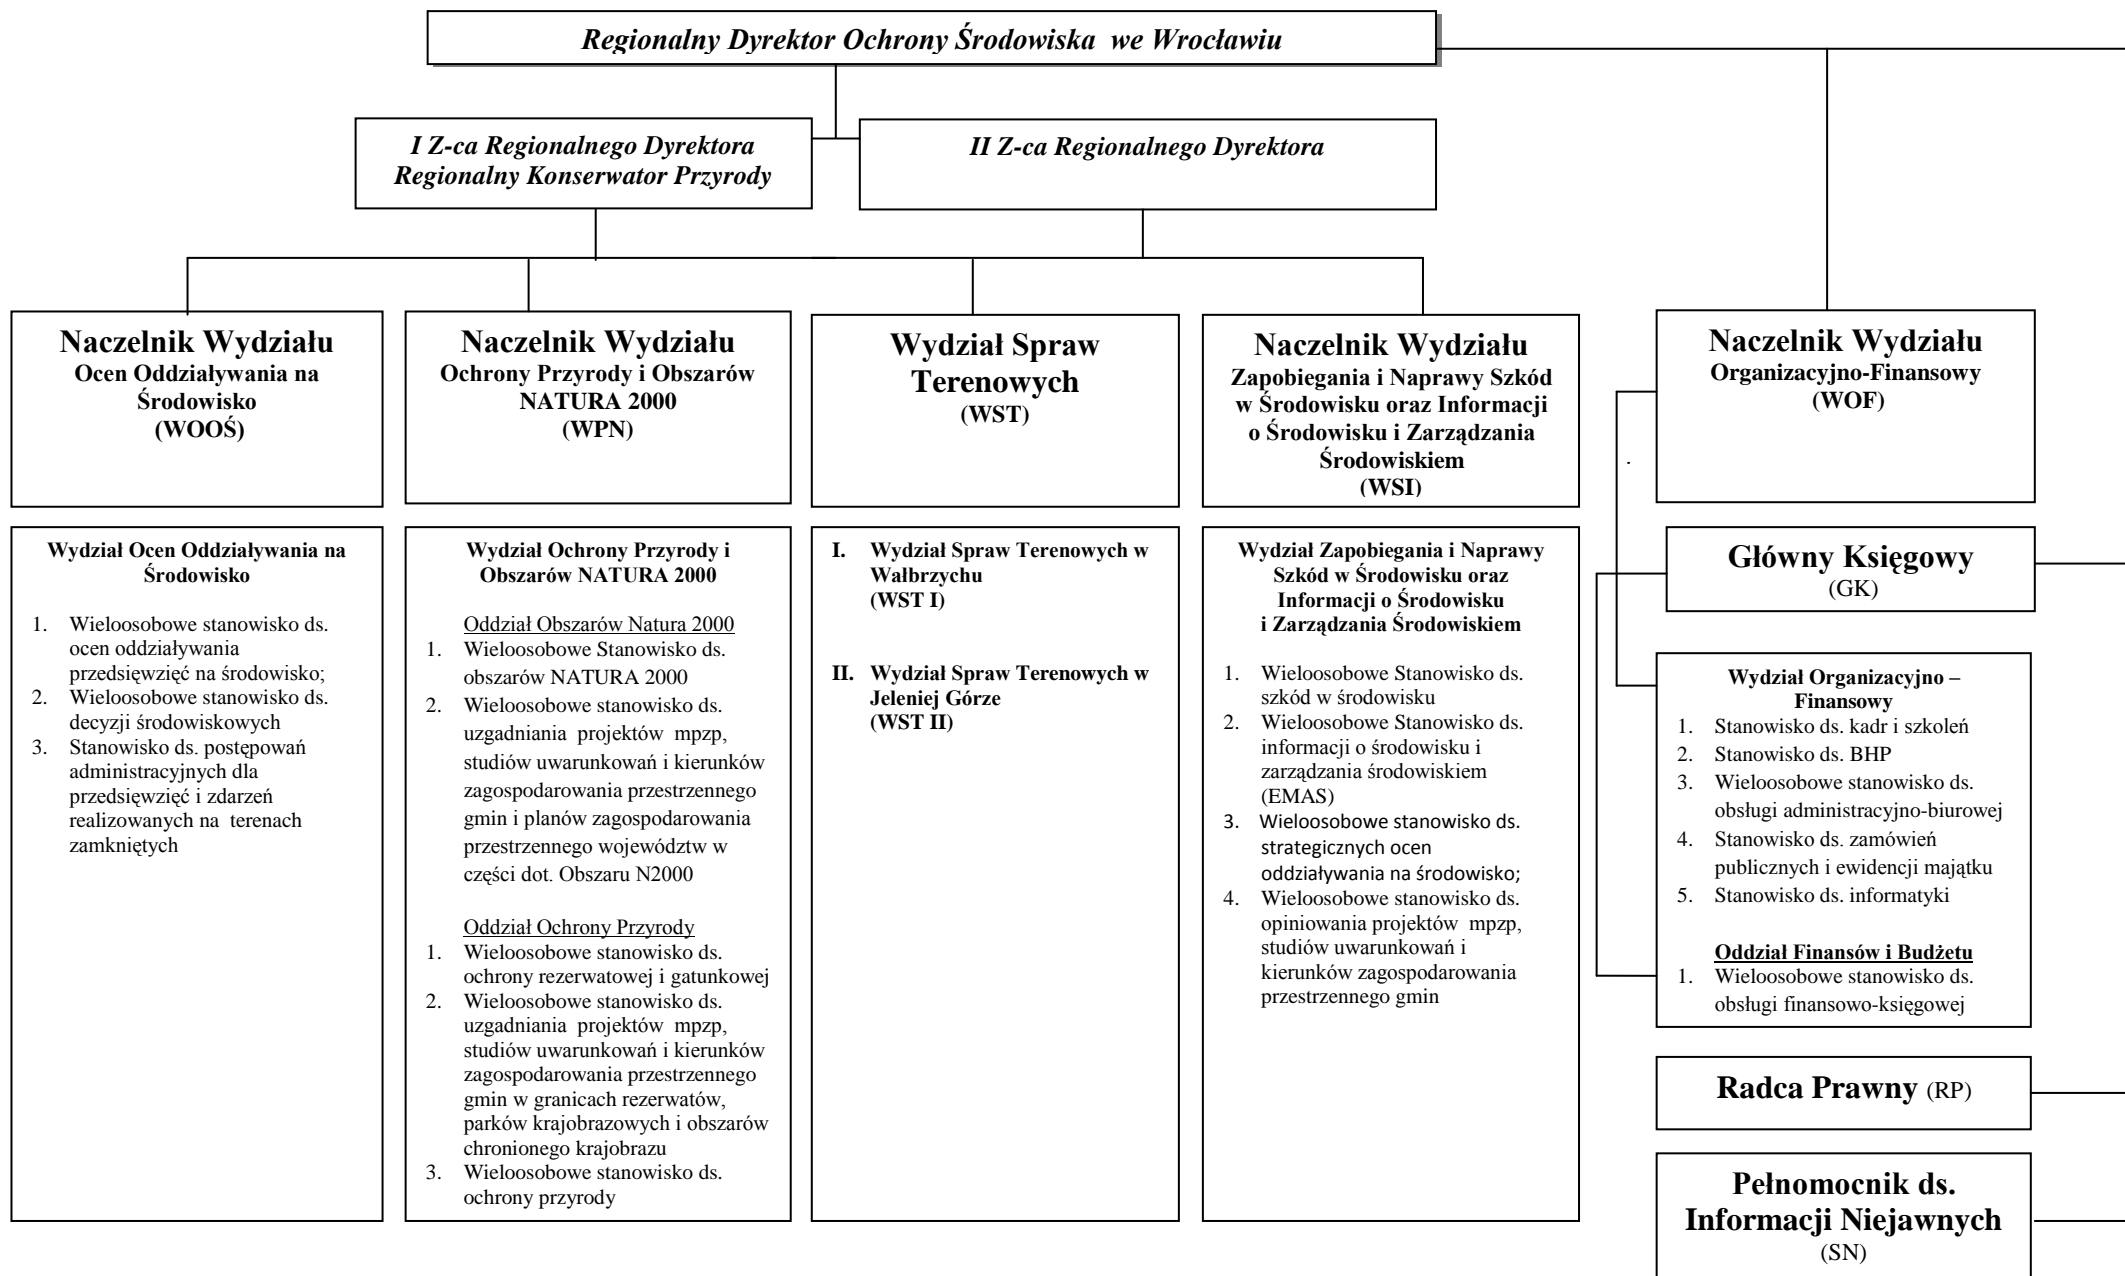 Regionalny Dyrektor Ochrony Środowiska we Wrocławiu
I Z-ca Regionalnego Dyrektora
Regionalny Konserwator Przyrody
II Z-ca Regionalnego Dyrektora
Naczelnik Wydziału
Ocen Oddziaływania na
Środowisko
(WOOŚ)
Naczelnik Wydziału
Ochrony Przyrody i Obszarów
NATURA 2000
(WPN)
Wydział Spraw
Terenowych
(WST)
Naczelnik Wydziału
Zapobiegania i Naprawy Szkód
w Środowisku oraz Informacji
o Środowisku i Zarządzania
Środowiskiem
(WSI)
Naczelnik Wydziału
Organizacyjno-Finansowy
(WOF)
.
Wydział Ocen Oddziaływania na
Środowisko
1. Wieloosobowe stanowisko ds.
ocen oddziaływania
przedsięwzięć na środowisko;
2. Wieloosobowe stanowisko ds.
decyzji środowiskowych
3. Stanowisko ds. postępowań
administracyjnych dla
przedsięwzięć i zdarzeń
realizowanych na terenach
zamkniętych
Wydział Ochrony Przyrody i
Obszarów NATURA 2000
Oddział Obszarów Natura 2000
1. Wieloosobowe Stanowisko ds.
obszarów NATURA 2000
2. Wieloosobowe stanowisko ds.
uzgadniania projektów mpzp,
studiów uwarunkowań i kierunków
zagospodarowania przestrzennego
gmin i planów zagospodarowania
przestrzennego województw w
części dot. Obszaru N2000
Oddział Ochrony Przyrody
1. Wieloosobowe stanowisko ds.
ochrony rezerwatowej i gatunkowej
2. Wieloosobowe stanowisko ds.
uzgadniania projektów mpzp,
studiów uwarunkowań i kierunków
zagospodarowania przestrzennego
gmin w granicach rezerwatów,
parków krajobrazowych i obszarów
chronionego krajobrazu
3. Wieloosobowe stanowisko ds.
ochrony przyrody
I. Wydział Spraw Terenowych w
Wałbrzychu
(WST I)
II. Wydział Spraw Terenowych w
Jeleniej Górze
(WST II)
Wydział Zapobiegania i Naprawy
Szkód w Środowisku oraz
Informacji o Środowisku
i Zarządzania Środowiskiem
1. Wieloosobowe Stanowisko ds.
szkód w środowisku
2. Wieloosobowe Stanowisko ds.
informacji o środowisku i
zarządzania środowiskiem
(EMAS)
3. Wieloosobowe stanowisko ds.
strategicznych ocen
oddziaływania na środowisko;
4. Wieloosobowe stanowisko ds.
opiniowania projektów mpzp,
studiów uwarunkowań i
kierunków zagospodarowania
przestrzennego gmin
Główny Księgowy
(GK)
Wydział Organizacyjno –
Finansowy
1. Stanowisko ds. kadr i szkoleń
2. Stanowisko ds. BHP
3. Wieloosobowe stanowisko ds.
obsługi administracyjno-biurowej
4. Stanowisko ds. zamówień
publicznych i ewidencji majątku
5. Stanowisko ds. informatyki
Oddział Finansów i Budżetu
1. Wieloosobowe stanowisko ds.
obsługi finansowo-księgowej
Radca Prawny (RP)
Pełnomocnik ds.
Informacji Niejawnych
(SN)